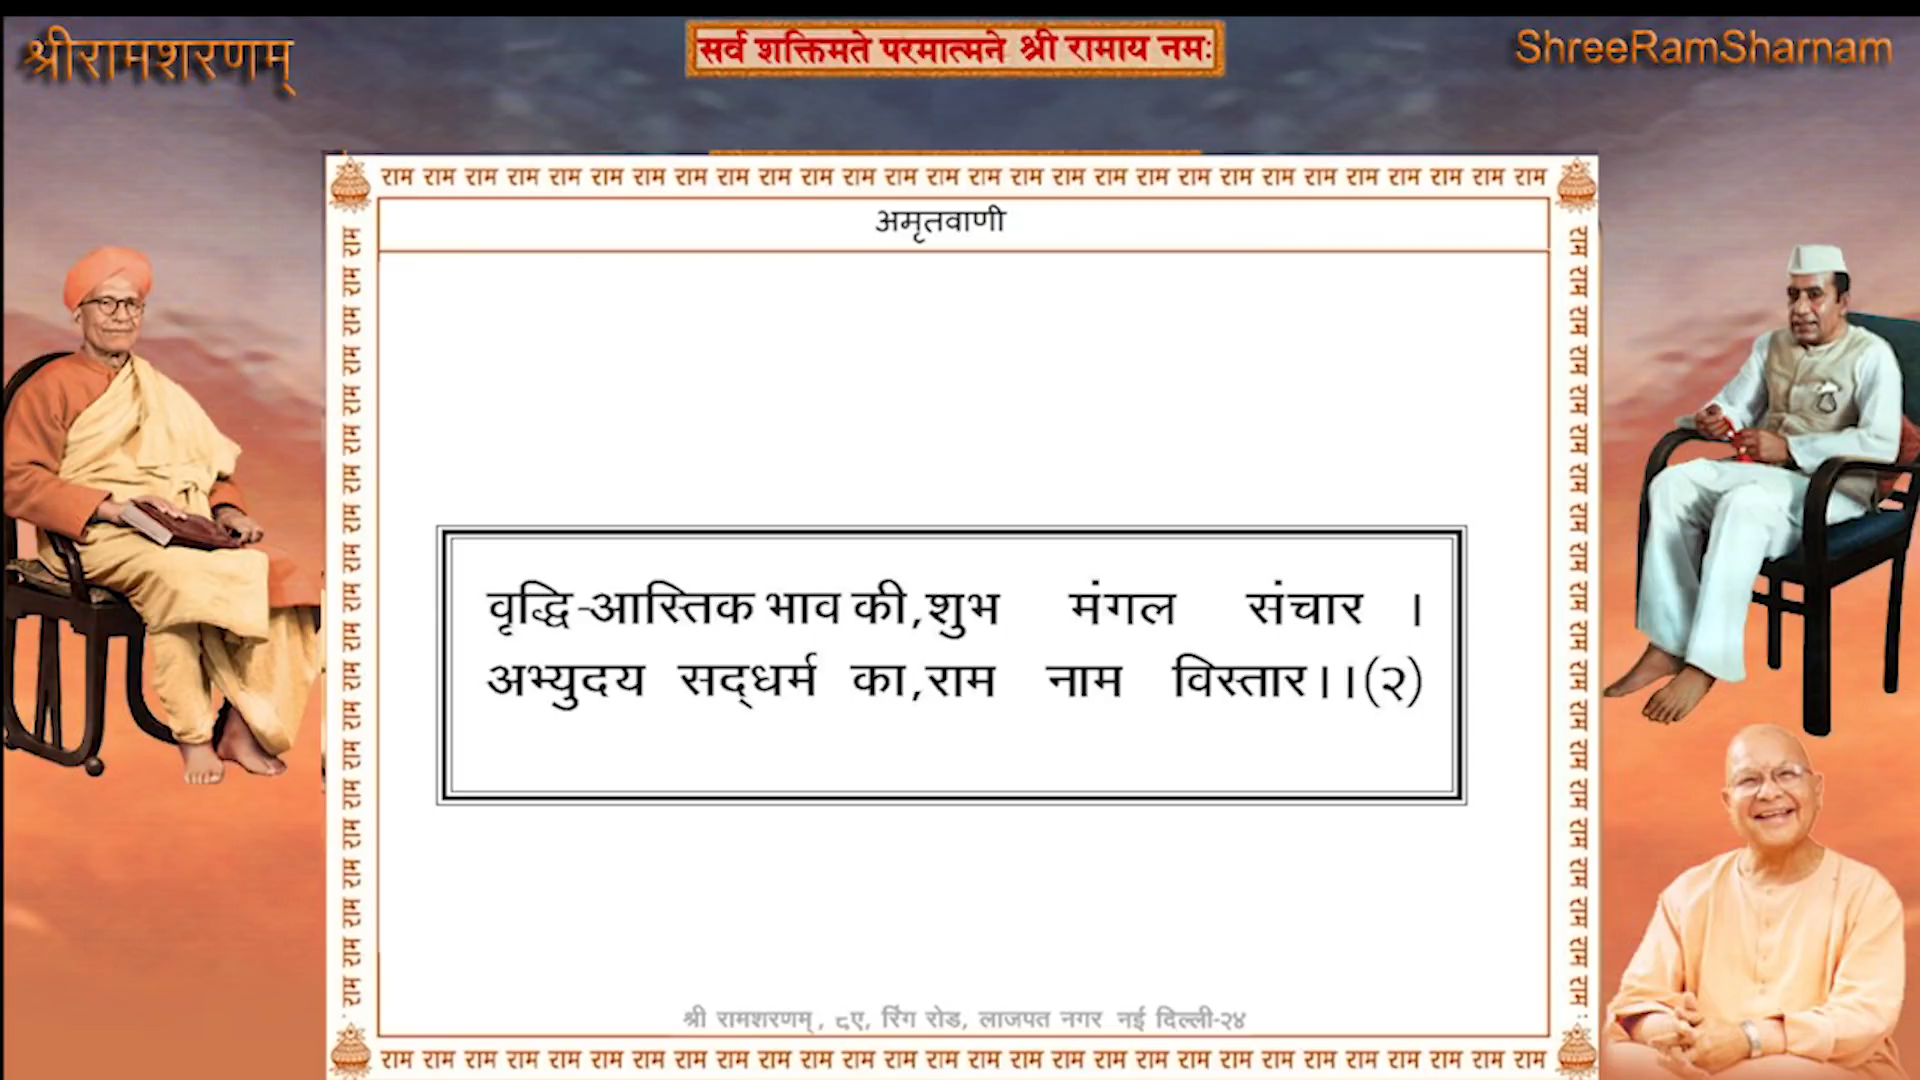 श्रीरामशरणम्
सर्व शक्तिमते परमात्मने श्री रामाय नमः
ShreeRamSharnam
राम राम राम राम राम राम राम राम राम राम राम राम राम राम राम राम राम राम राम राम राम राम राम राम राम राम राम राम
अमृतवाणी
राम राम राम राम राम राम राम राम राम राम राम राम राम राम राम राम राम राम राम राम
राम राम राम राम राम राम राम राम राम राम राम राम राम राम राम राम राम राम राम राम
वृद्धि-आस्तिक भाव की,शुभ मंगल संचार ।
अभ्युदय सद्धर्म का,राम नाम विस्तार।।(२)
श्री रामशरणम्, ८ए, रिंग रोड, लाजपत नगर नई दिल्ली-२४
राम राम राम राम राम राम राम राम राम राम राम राम राम राम राम राम राम राम राम राम राम राम राम राम राम राम राम राम